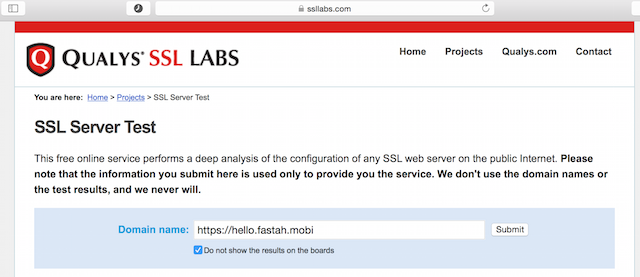 ssllabs.com
QUALYS® SSL LABS
Home Projects Qualys.com Contact
You are here: Home > Projects > SSL Server Test
SSL Server Test
This free online service performs a deep analysis of the configuration of any SSL web server on the public Internet. Please
note that the information you submit here is used only to provide you the service. We don't use the domain names or
the test results, and we never will.
Domain name: https://hello.fastah.mobi Submit
Do not show the results on the boards